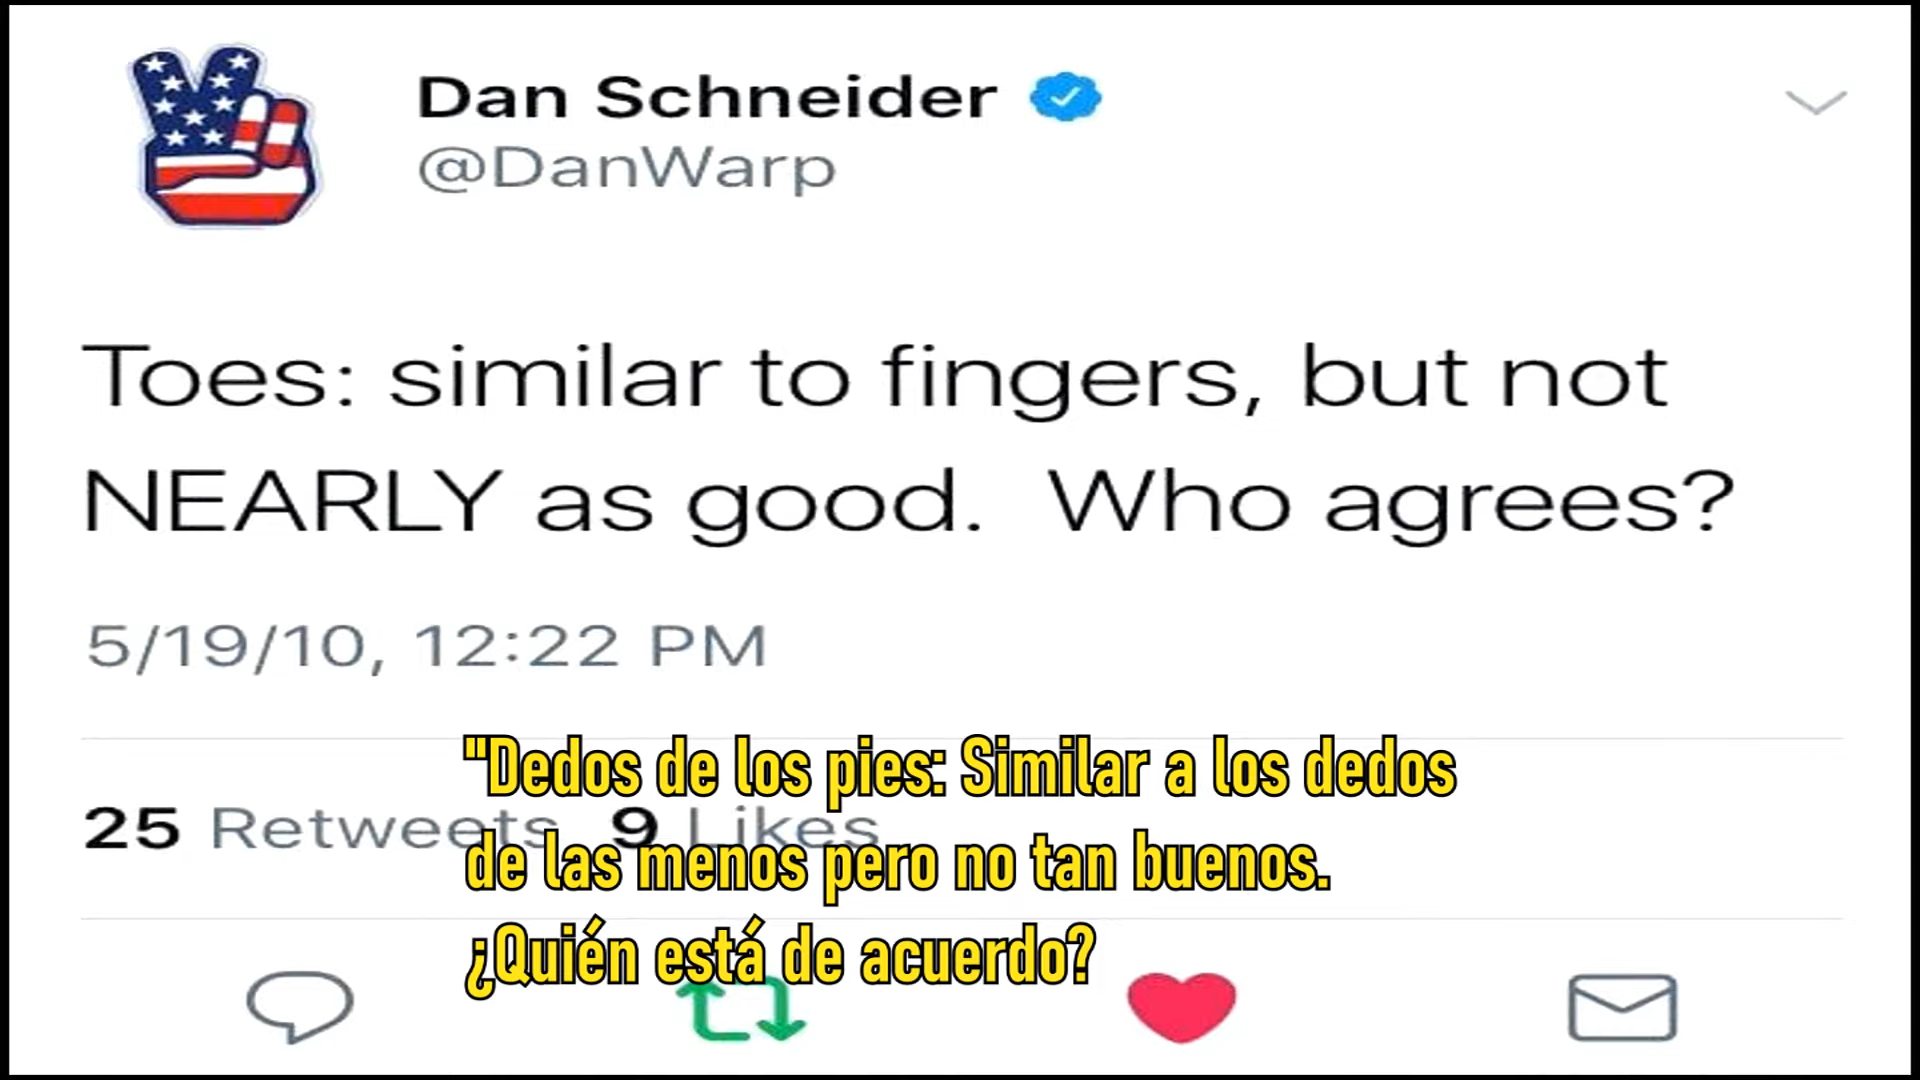 Dan Schneider
@DanWarp
Toes: similar to fingers, but not
NEARLY as good.  Who agrees?
5/19/10, 12:22 PM
"Dedos de los pies: Similar a los dedos
25 Retweets 9 Likes
de las menos pero no tan buenos.
¿Quién está de acuerdo?